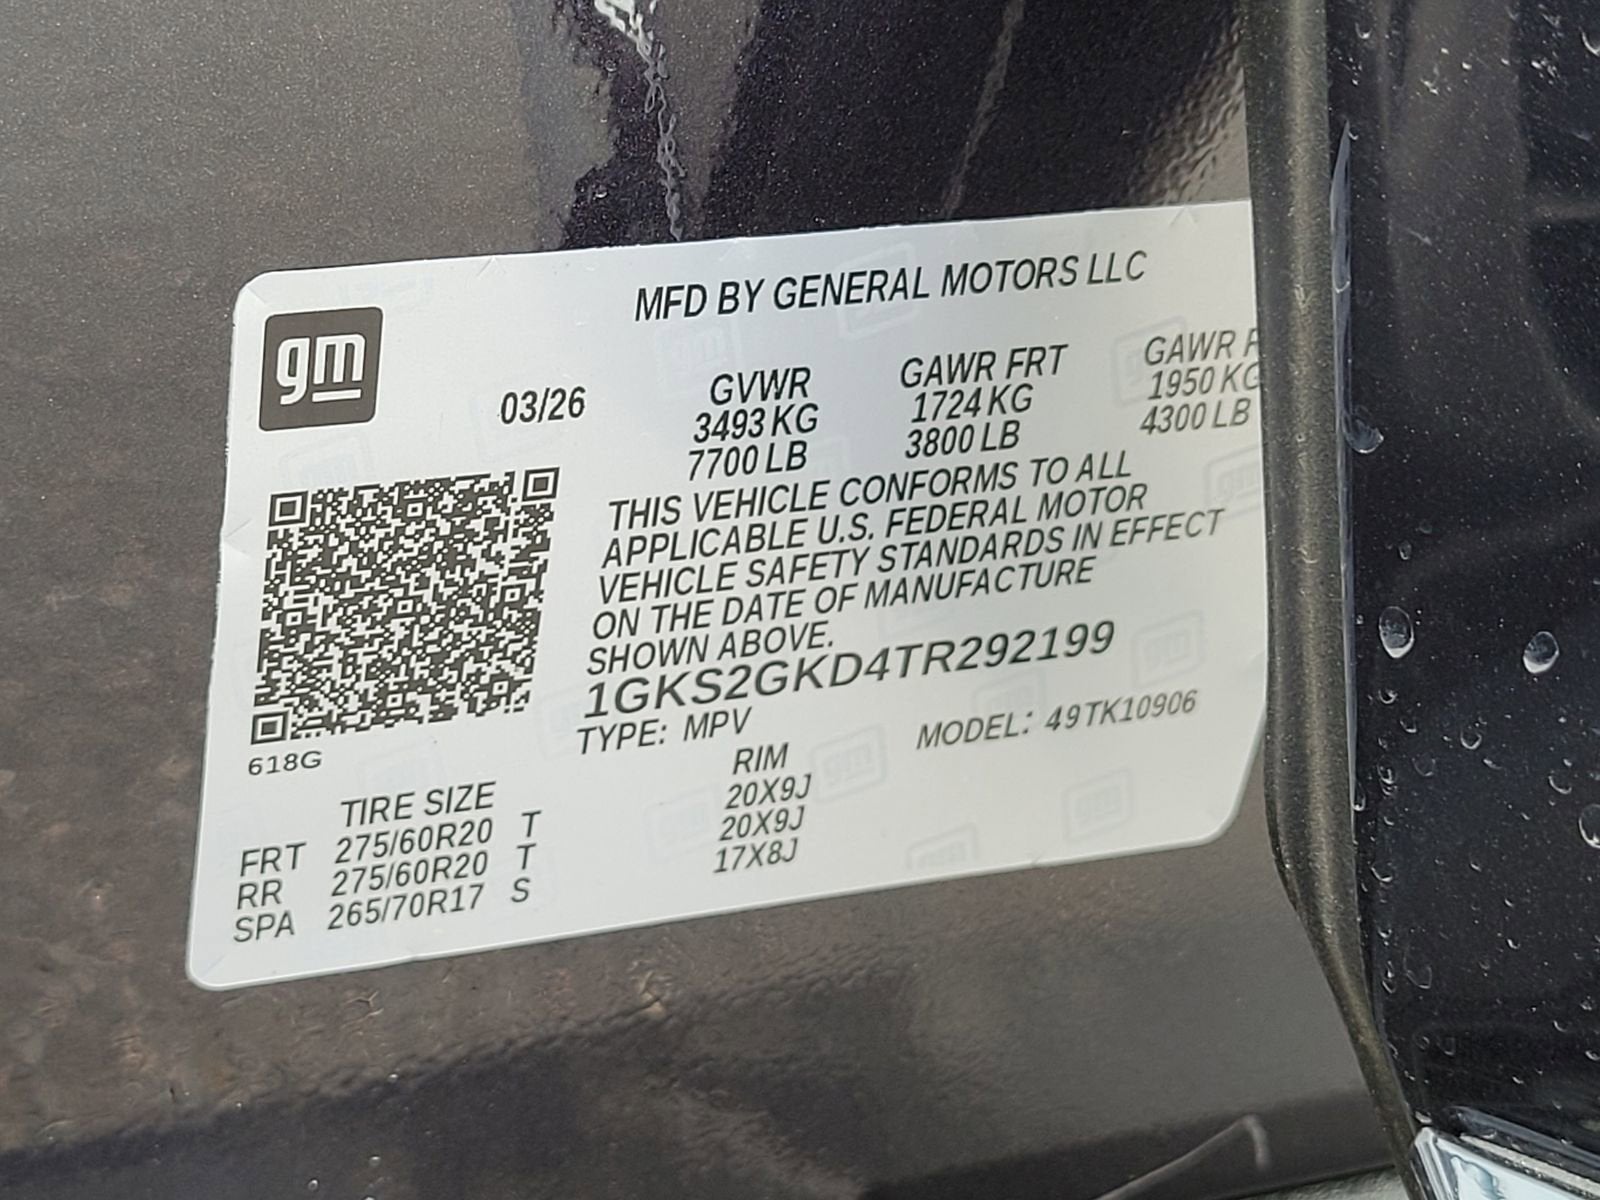 gm
MFD BY GENERAL MOTORS LLC
03/26
GVWR GAWR FRT GAWR
3493 KG 1724 KG 1950 KG
7700 LB 3800 LB 4300 LB
THIS VEHICLE CONFORMS TO ALL
APPLICABLE U.S. FEDERAL MOTOR
VEHICLE SAFETY STANDARDS IN EFFECT
ON THE DATE OF MANUFACTURE
SHOWN ABOVE.
1GKS2GKD4TR292199
TYPE: MPV MODEL: 49TK10906
618G
TIRE SIZE RIM
FRT 275/60R20 T 20X9J
RR 275/60R20 T 20X9J
SPA 265/70R17 S 17X8J